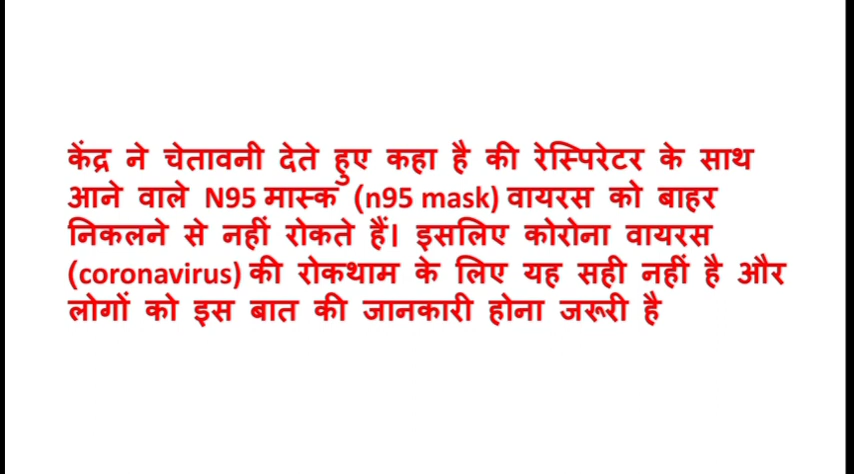 केंद्र ने चेतावनी देते हुए कहा है की रेस्पिरेटर के साथ
आने वाले N95 मास्क (n95 mask) वायरस को बाहर
निकलने से नहीं रोकते हैं। इसलिए कोरोना वायरस
(coronavirus) की रोकथाम के लिए यह सही नहीं है और
लोगों को इस बात की जानकारी होना जरूरी है